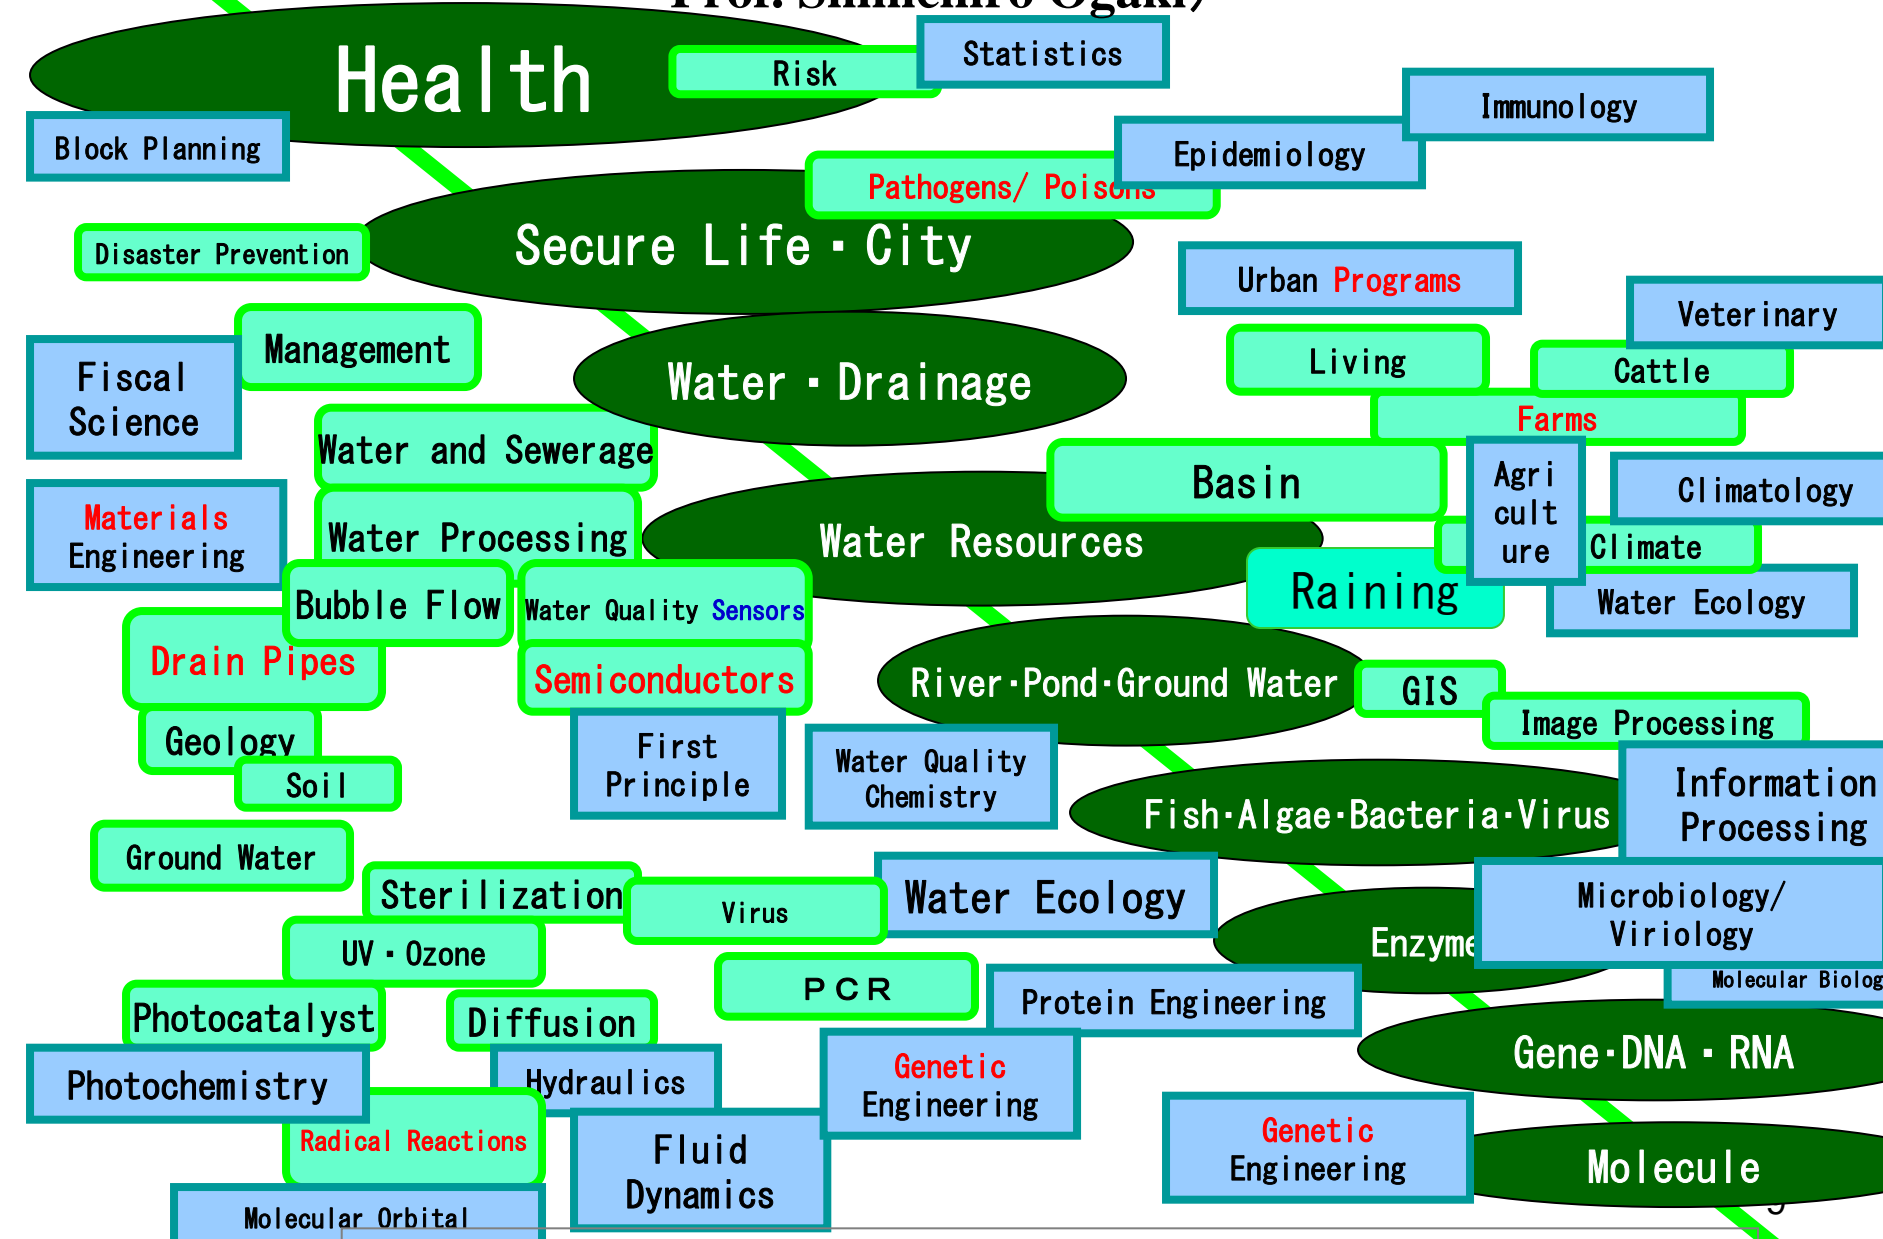 Prof. Shinichiro Ogaki)
Health
Risk
Statistics
Immunology
Block Planning
Epidemiology
Pathogens/ Poisons
Secure Life・City
Disaster Prevention
Urban Programs
Veterinary
Management
Living
Cattle
Fiscal
Science
Water・Drainage
Farms
Water and Sewerage
Basin
Agri
cult
ure
Climatology
Materials
Engineering
Water Processing
Water Resources
Climate
Raining
Water Ecology
Bubble Flow
Water Quality Sensors
Drain Pipes
Semiconductors
River・Pond・Ground Water
GIS
Image Processing
Geology
Soil
First
Principle
Water Quality
Chemistry
Fish・Algae・Bacteria・Virus
Information
Processing
Ground Water
Sterilization
Virus
Water Ecology
Microbiology/
Viriology
UV・Ozone
Enzyme
Molecular Biolog
PCR
Protein Engineering
Photocatalyst
Diffusion
Gene・DNA・RNA
Photochemistry
Hydraulics
Genetic
Engineering
Radical Reactions
Fluid
Dynamics
Genetic
Engineering
Molecule
Molecular Orbital